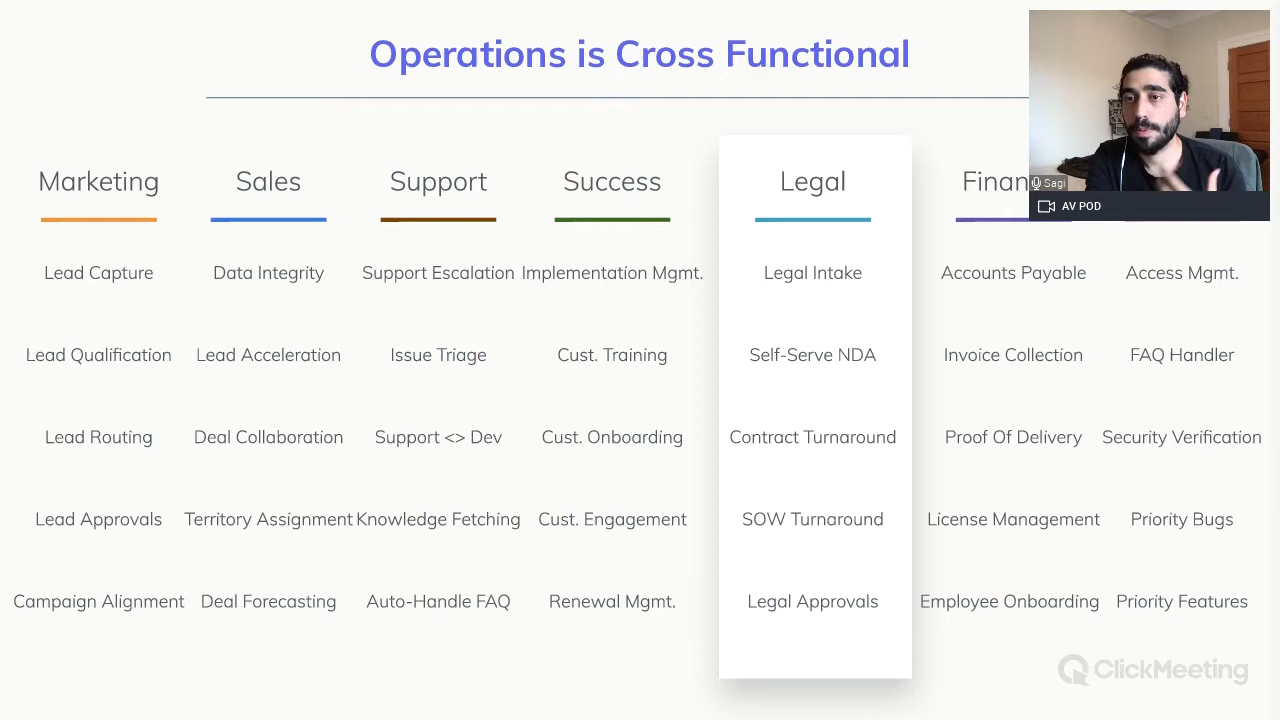 Operations is Cross Functional
Marketing Sales Support Success Legal Finan
Lead Capture Data Integrity Support Escalation Implementation Mgmt. Legal Intake Accounts Payable Access Mgmt.
Lead Qualification Lead Acceleration Issue Triage Cust. Training Self-Serve NDA Invoice Collection FAQ Handler
Lead Routing Deal Collaboration Support <> Dev Cust. Onboarding Contract Turnaround Proof Of Delivery Security Verification
Lead Approvals Territory Assignment Knowledge Fetching Cust. Engagement SOW Turnaround License Management Priority Bugs
Campaign Alignment Deal Forecasting Auto-Handle FAQ Renewal Mgmt. Legal Approvals Employee Onboarding Priority Features
Sagi
AV POD
ClickMeeting